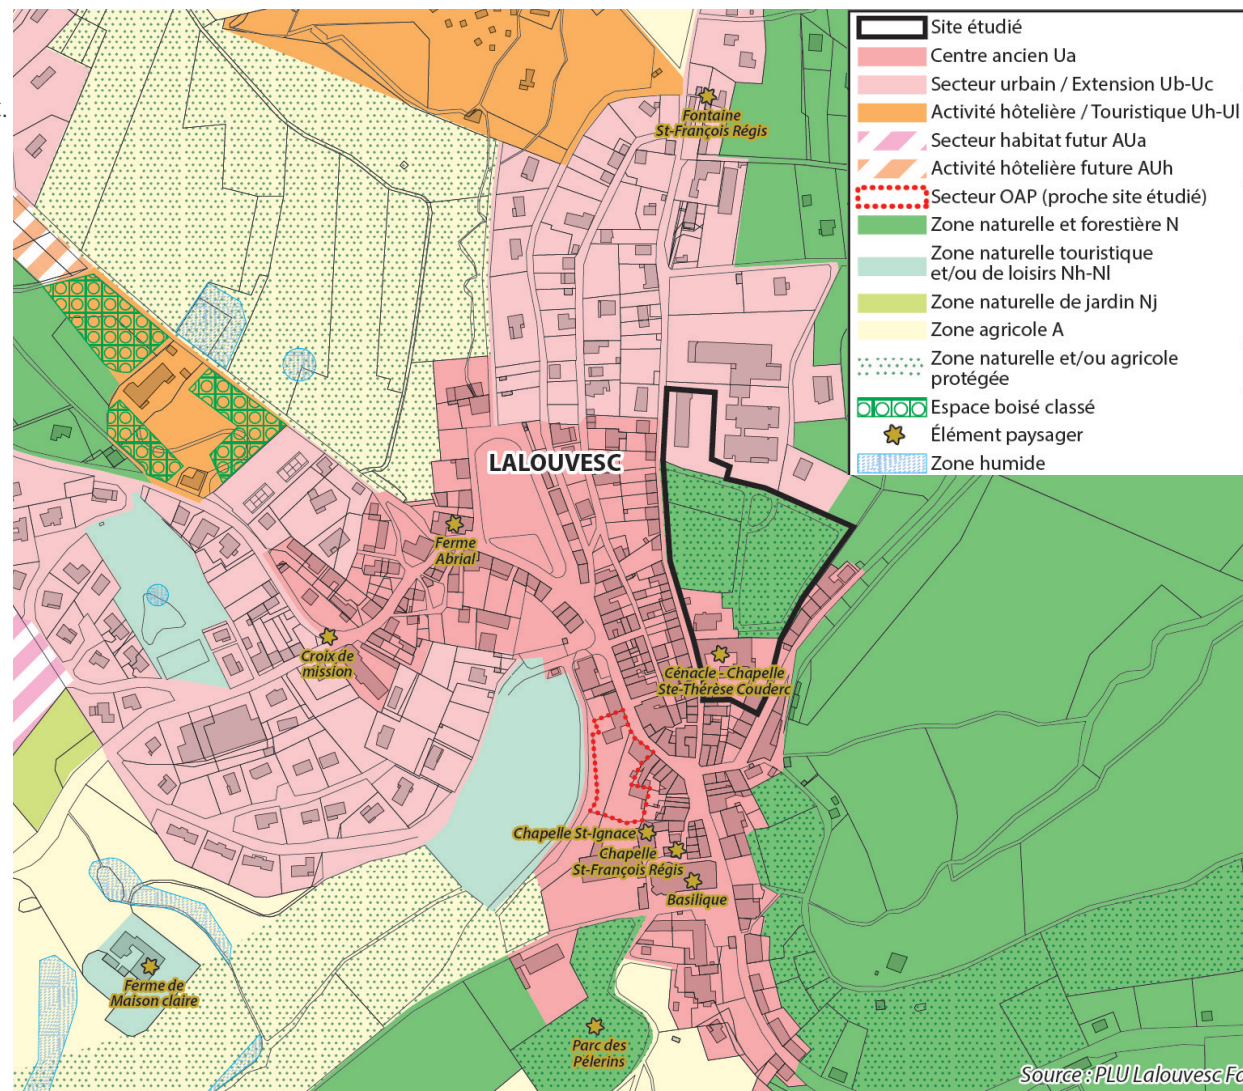 Site étudié
Centre ancien Ua
Secteur urbain / Extension Ub-Uc
Activité hôtelière / Touristique Uh-Ul
Secteur habitat futur AUa
Activité hôtelière future AUh
Secteur OAP (proche site étudié)
Zone naturelle et forestière N
Zone naturelle touristique
et/ou de loisirs Nh-Nl
Zone naturelle de jardin Nj
Zone agricole A
Zone naturelle et/ou agricole
protégée
Espace boisé classé
Élément paysager
Zone humide
Fontaine
St-François Régis
LALOUVESC
Ferme
Abrial
Croix de
mission
Cénacle - Chapelle
Ste-Thérèse Couderc
Chapelle St-Ignace
Chapelle
St-François Régis
Basilique
Ferme de
Maison claire
Parc des
Pélerins
Source : PLU Lalouvesc